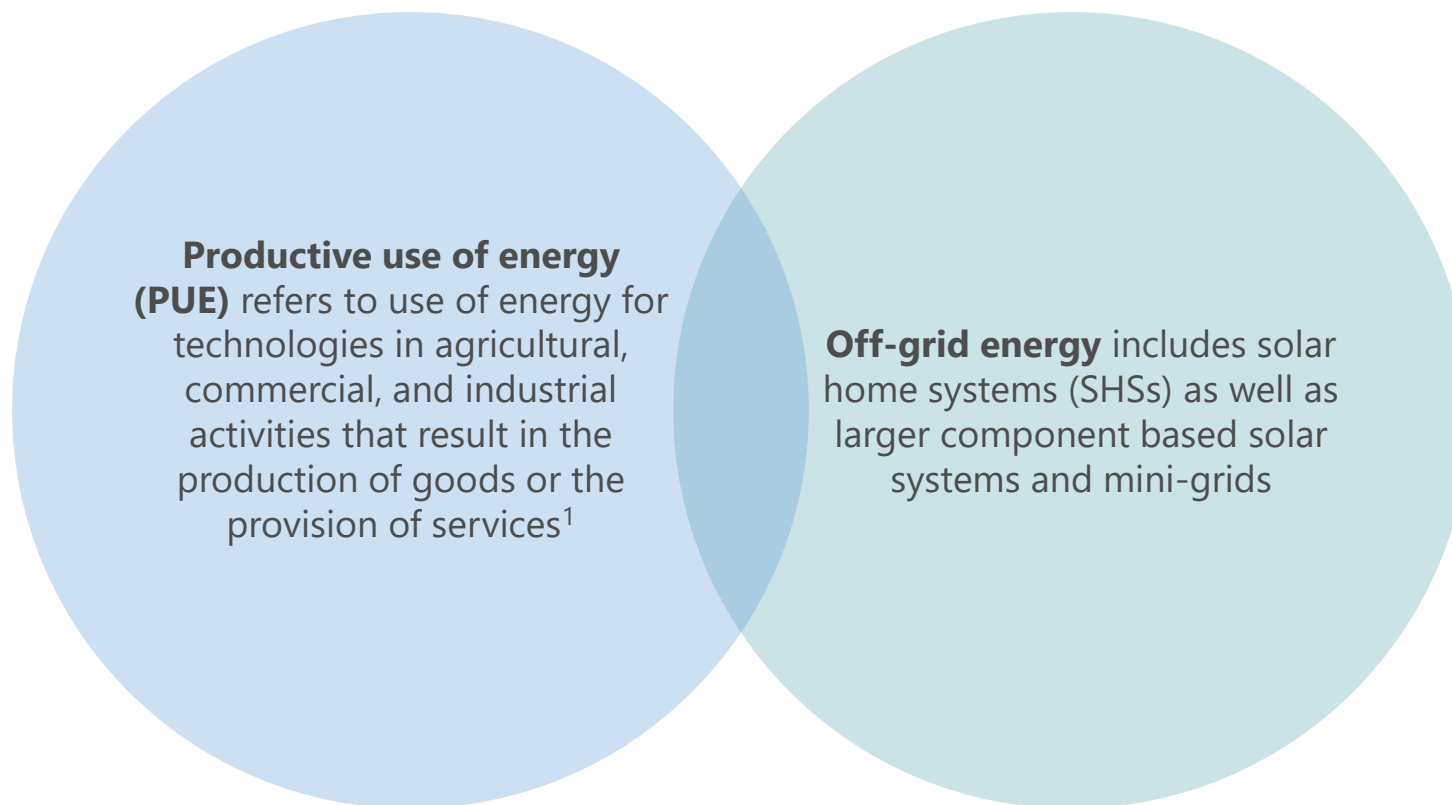 Productive use of energy
(PUE) refers to use of energy for
technologies in agricultural,
commercial, and industrial
activities that result in the
production of goods or the
provision of services¹
Off-grid energy includes solar
home systems (SHSs) as well as
larger component based solar
systems and mini-grids